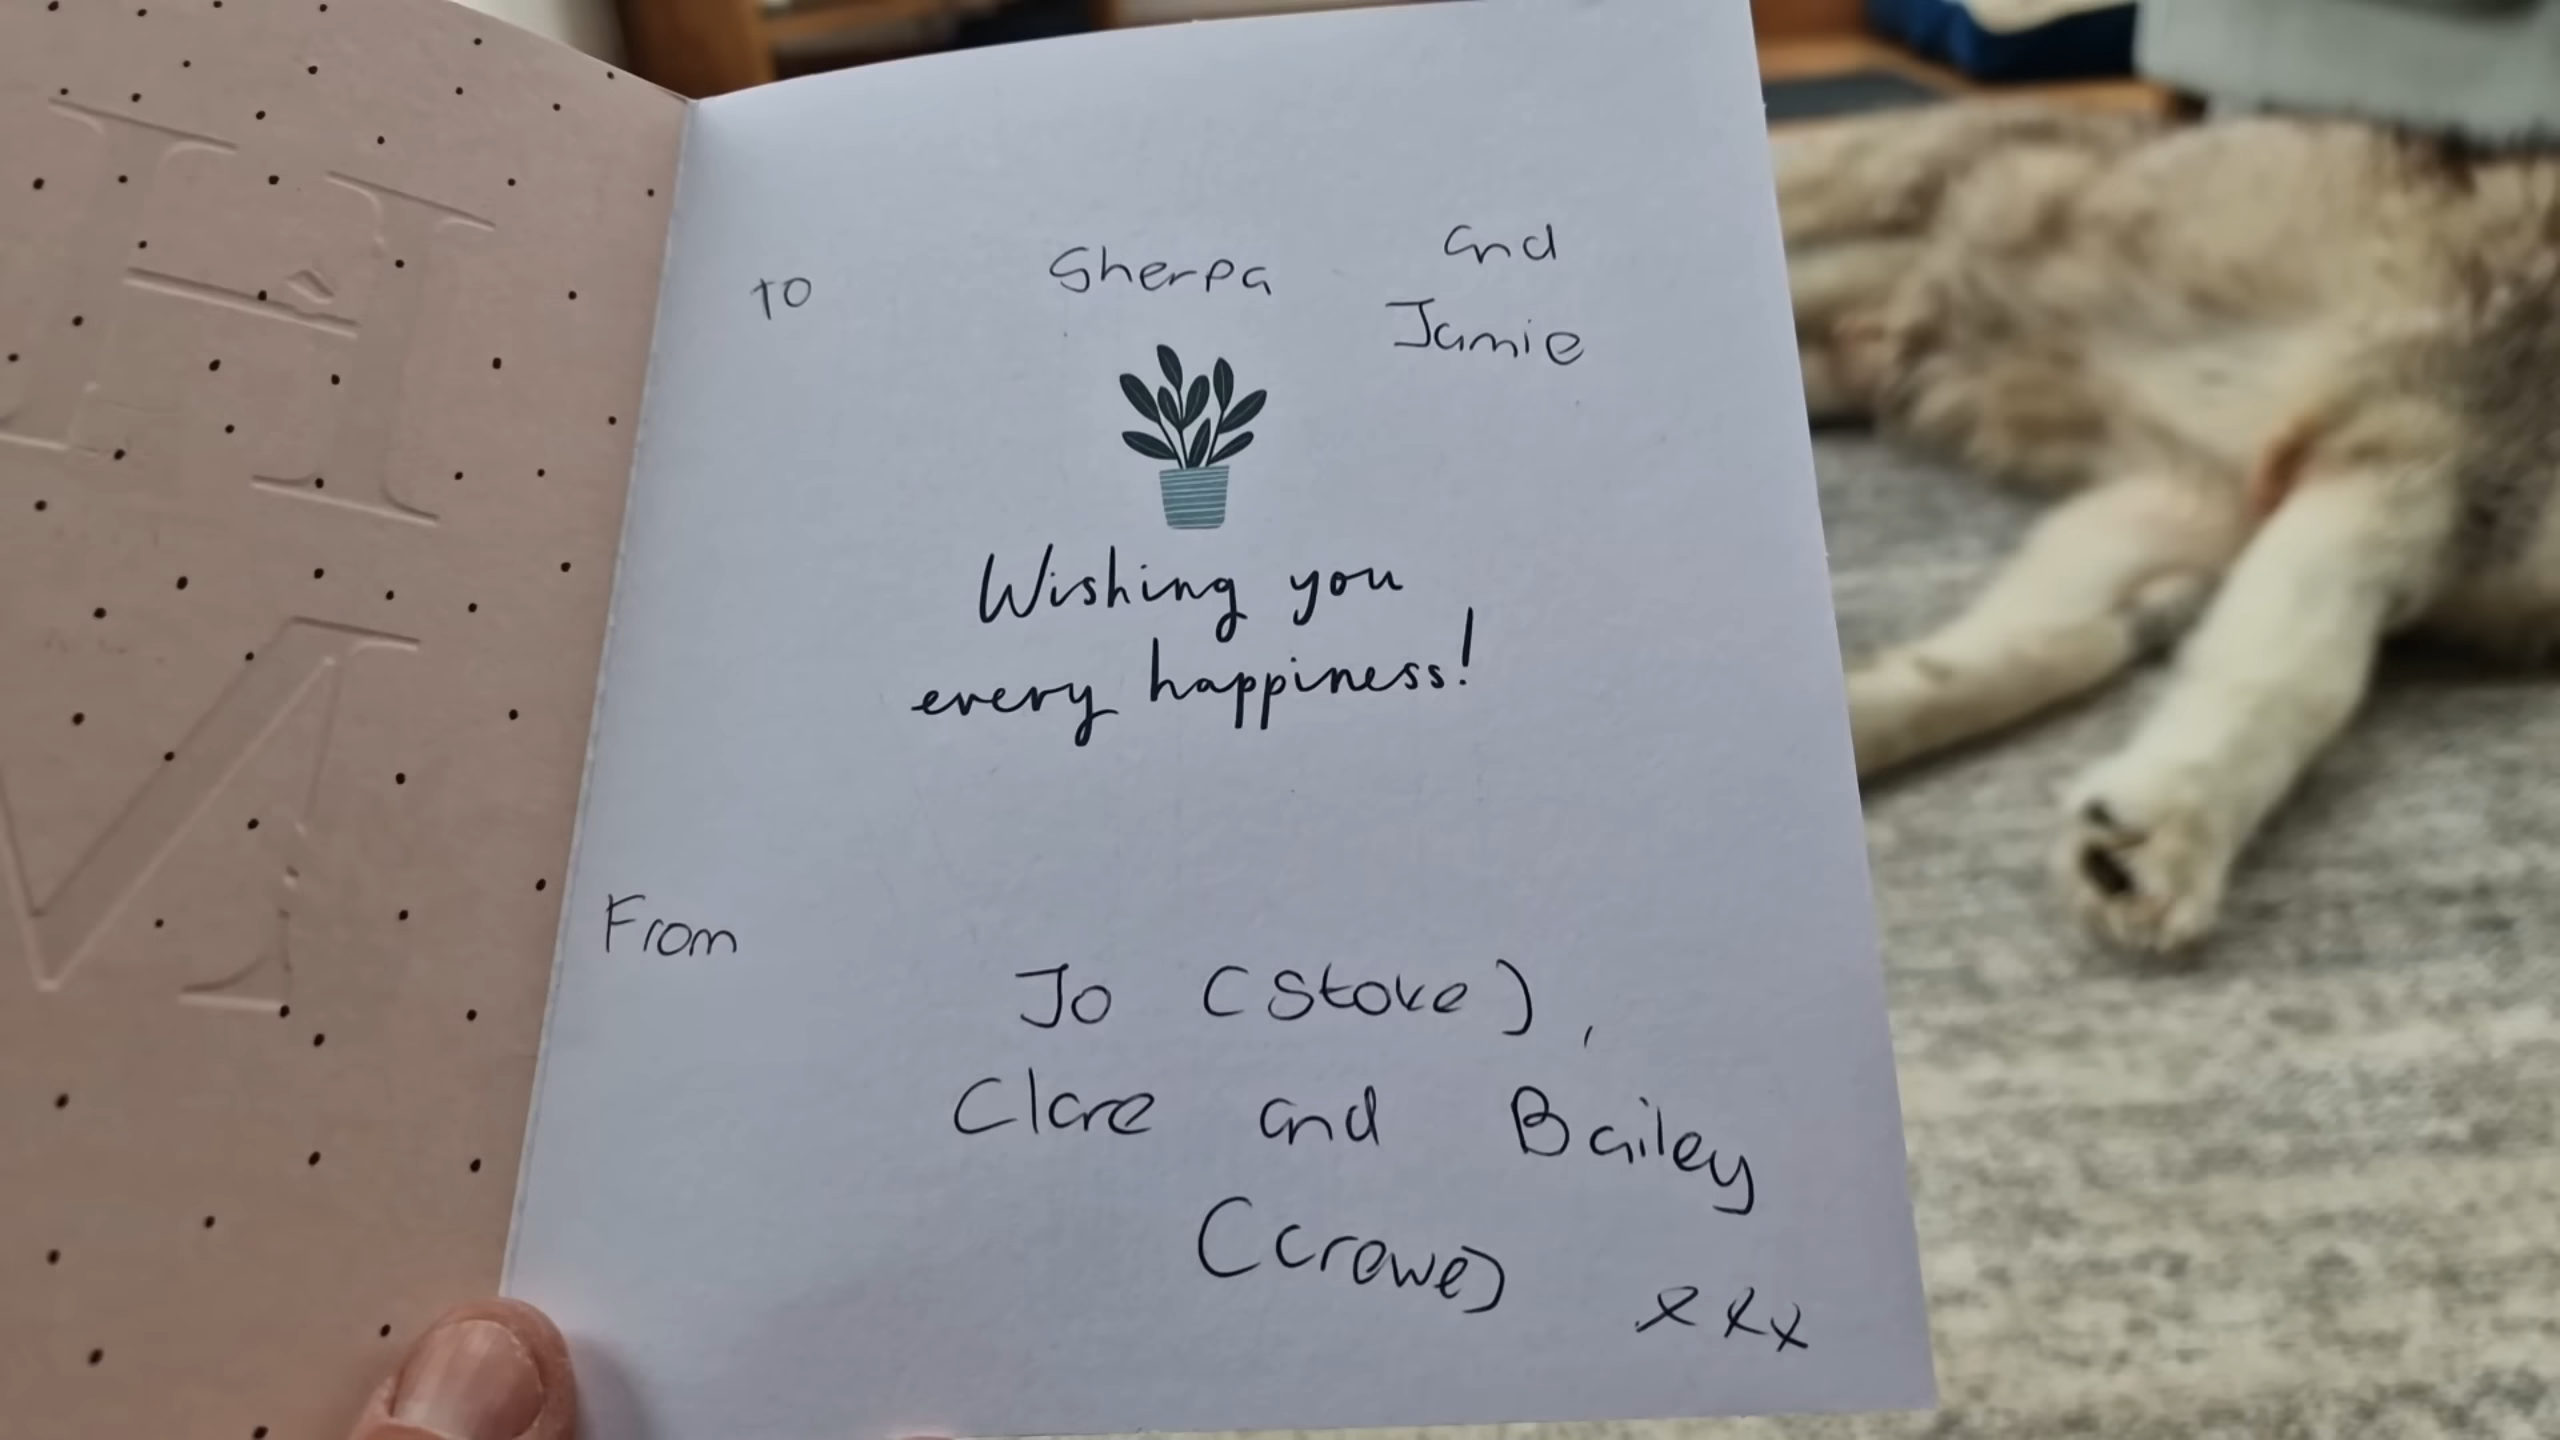 to Sherpa and
Jamie
Wishing you
every happiness!
From
Jo (Stoke),
Clare and Bailey
(Crewe)
xxx